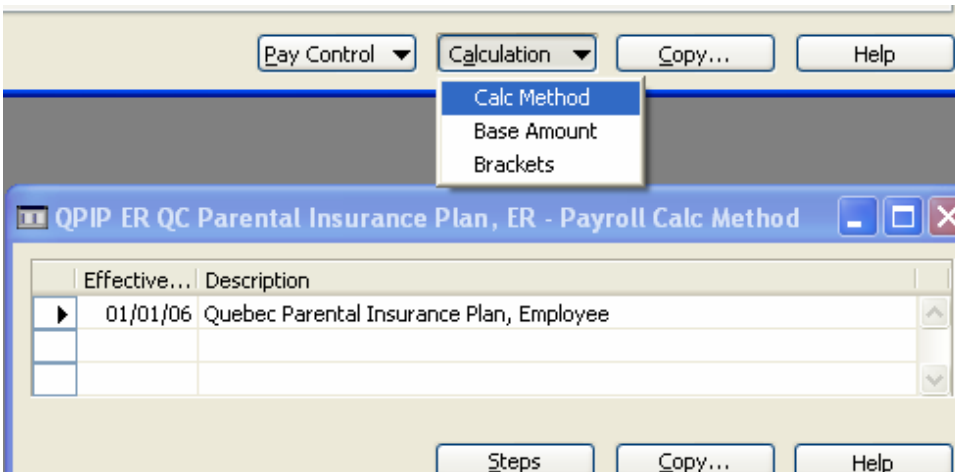 Pay Control Calculation Copy... Help
Calc Method
Base Amount
Brackets
QPIP ER QC Parental Insurance Plan, ER - Payroll Calc Method
Effective... Description
01/01/06 Quebec Parental Insurance Plan, Employee
Steps Copy... Help